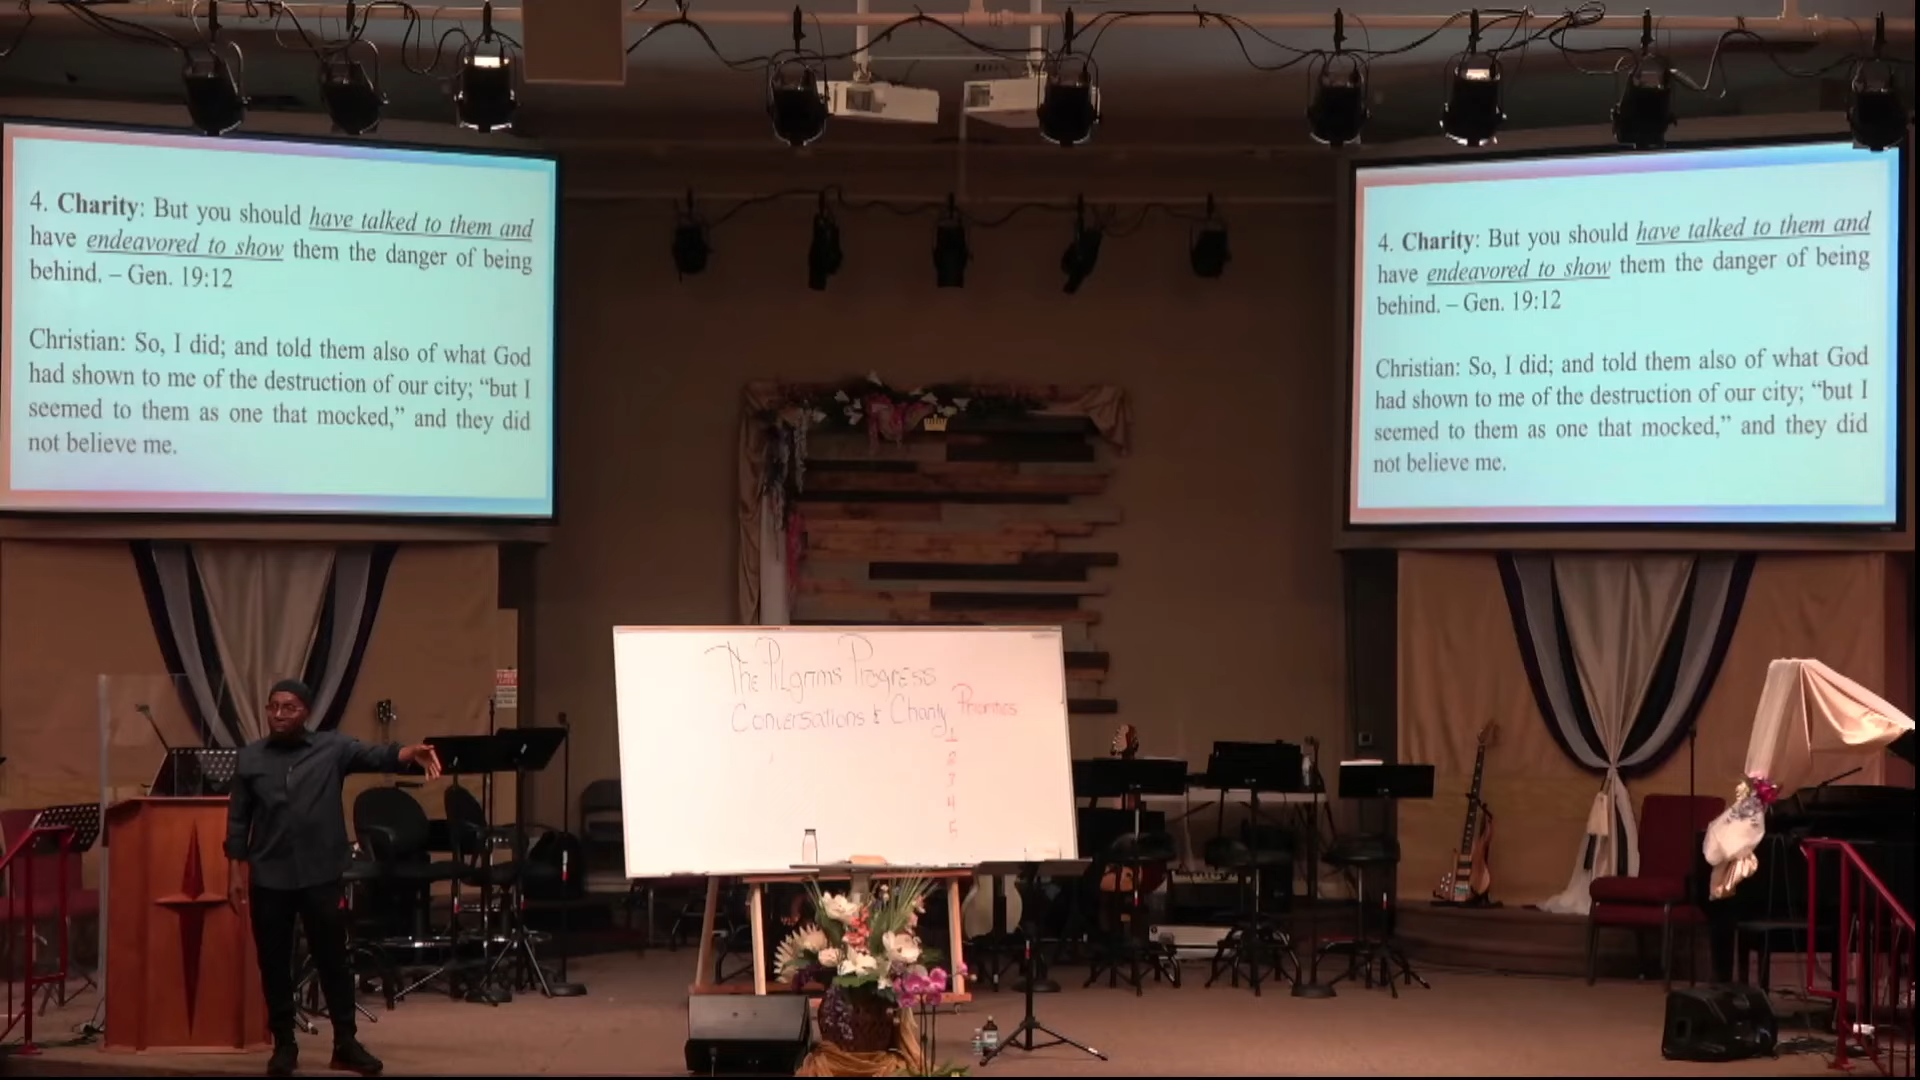 4. Charity: But you should have talked to them and
have endeavored to show them the danger of being
behind. – Gen. 19:12
Christian: So, I did; and told them also of what God
had shown to me of the destruction of our city; “but I
seemed to them as one that mocked,” and they did
not believe me.
4. Charity: But you should have talked to them and
have endeavored to show them the danger of being
behind. – Gen. 19:12
Christian: So, I did; and told them also of what God
had shown to me of the destruction of our city; “but I
seemed to them as one that mocked,” and they did
not believe me.
The Pilgrims Progress
Conversations & Charity
Priorities
1
2
3
4
5